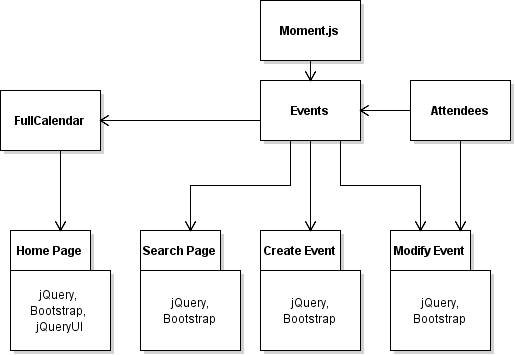 Moment.js
FullCalendar
Events
Attendees
Home Page
Search Page
Create Event
Modify Event
jQuery,
Bootstrap,
jQueryUI
jQuery,
Bootstrap
jQuery,
Bootstrap
jQuery,
Bootstrap